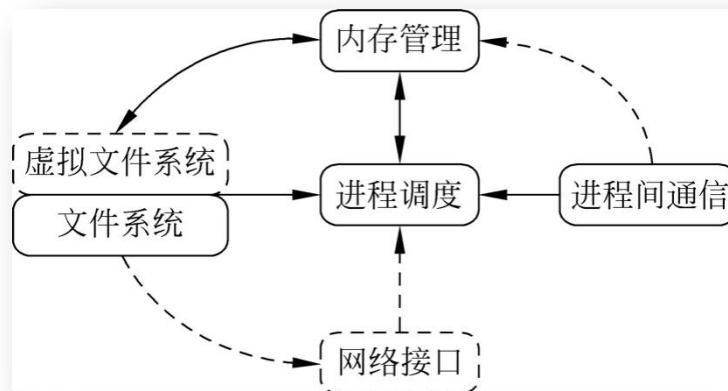 内存管理
虚拟文件系统
进程调度
进程间通信
文件系统
网络接口